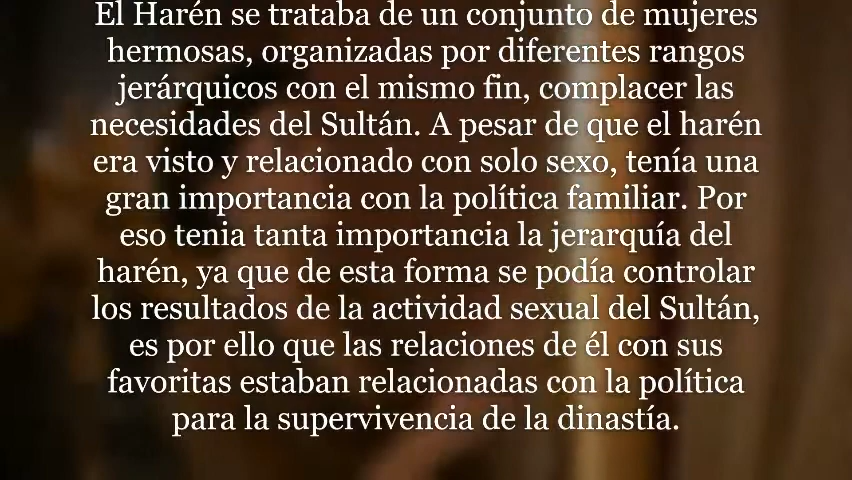 El Harén se trataba de un conjunto de mujeres
hermosas, organizadas por diferentes rangos
jerárquicos con el mismo fin, complacer las
necesidades del Sultán. A pesar de que el harén
era visto y relacionado con solo sexo, tenía una
gran importancia con la política familiar. Por
eso tenia tanta importancia la jerarquía del
harén, ya que de esta forma se podía controlar
los resultados de la actividad sexual del Sultán,
es por ello que las relaciones de él con sus
favoritas estaban relacionadas con la política
para la supervivencia de la dinastía.